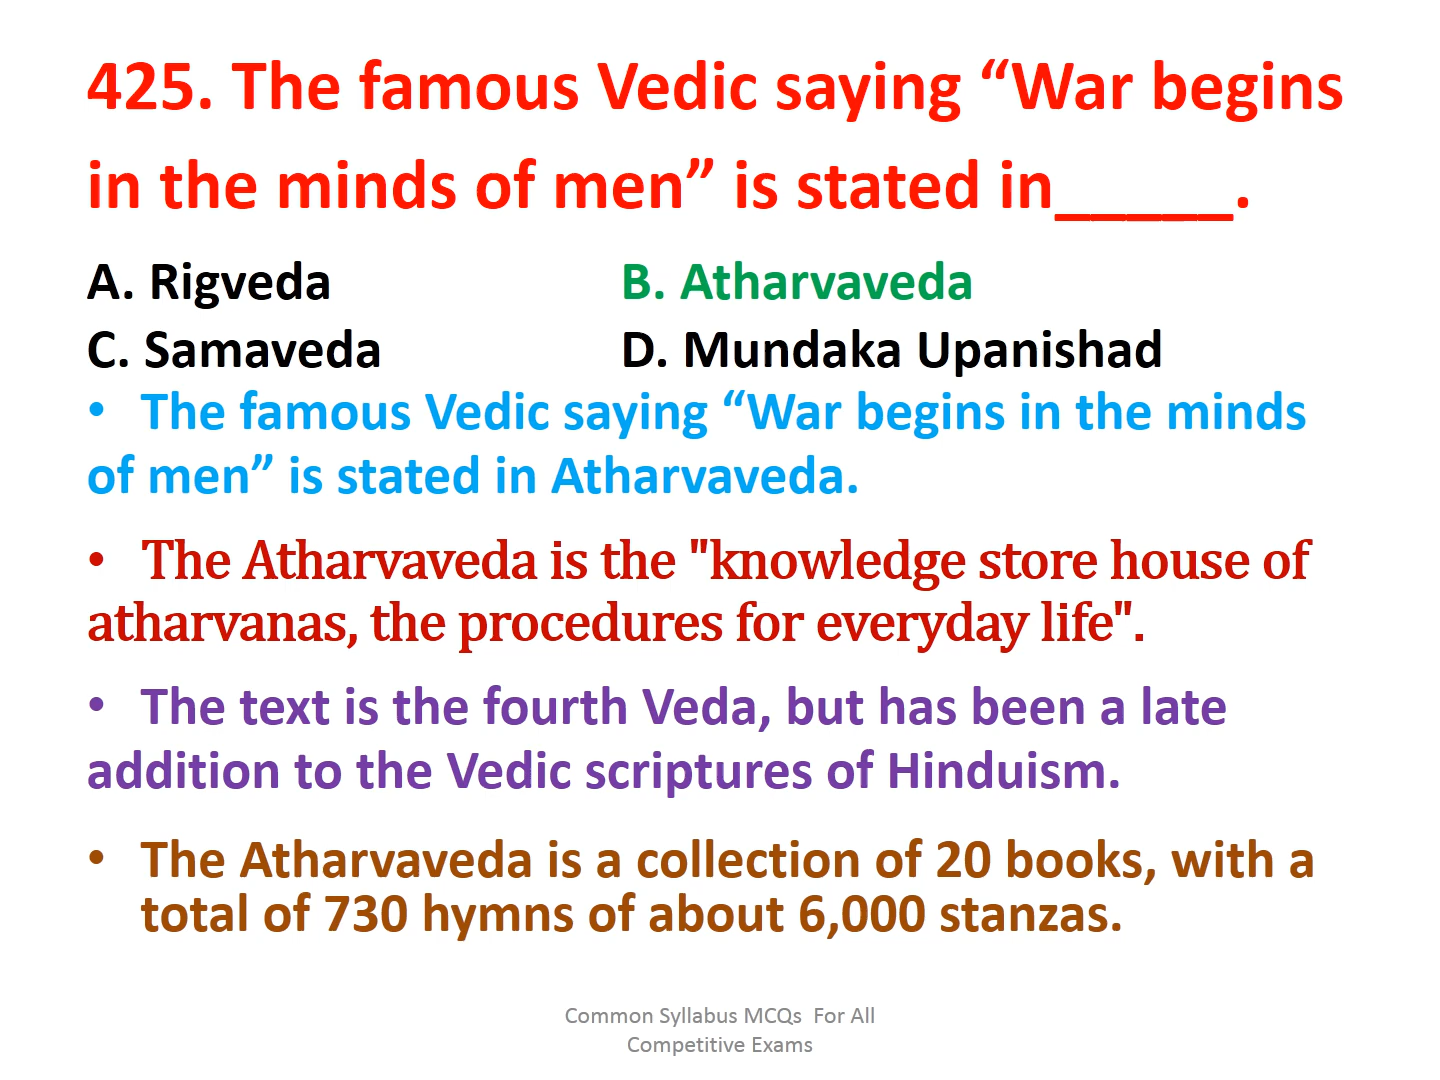 425. The famous Vedic saying “War begins
in the minds of men” is stated in_____.
A. Rigveda B. Atharvaveda
C. Samaveda D. Mundaka Upanishad
• The famous Vedic saying “War begins in the minds
of men” is stated in Atharvaveda.
• The Atharvaveda is the "knowledge store house of
atharvanas, the procedures for everyday life".
• The text is the fourth Veda, but has been a late
addition to the Vedic scriptures of Hinduism.
• The Atharvaveda is a collection of 20 books, with a
total of 730 hymns of about 6,000 stanzas.
Common Syllabus MCQs For All
Competitive Exams